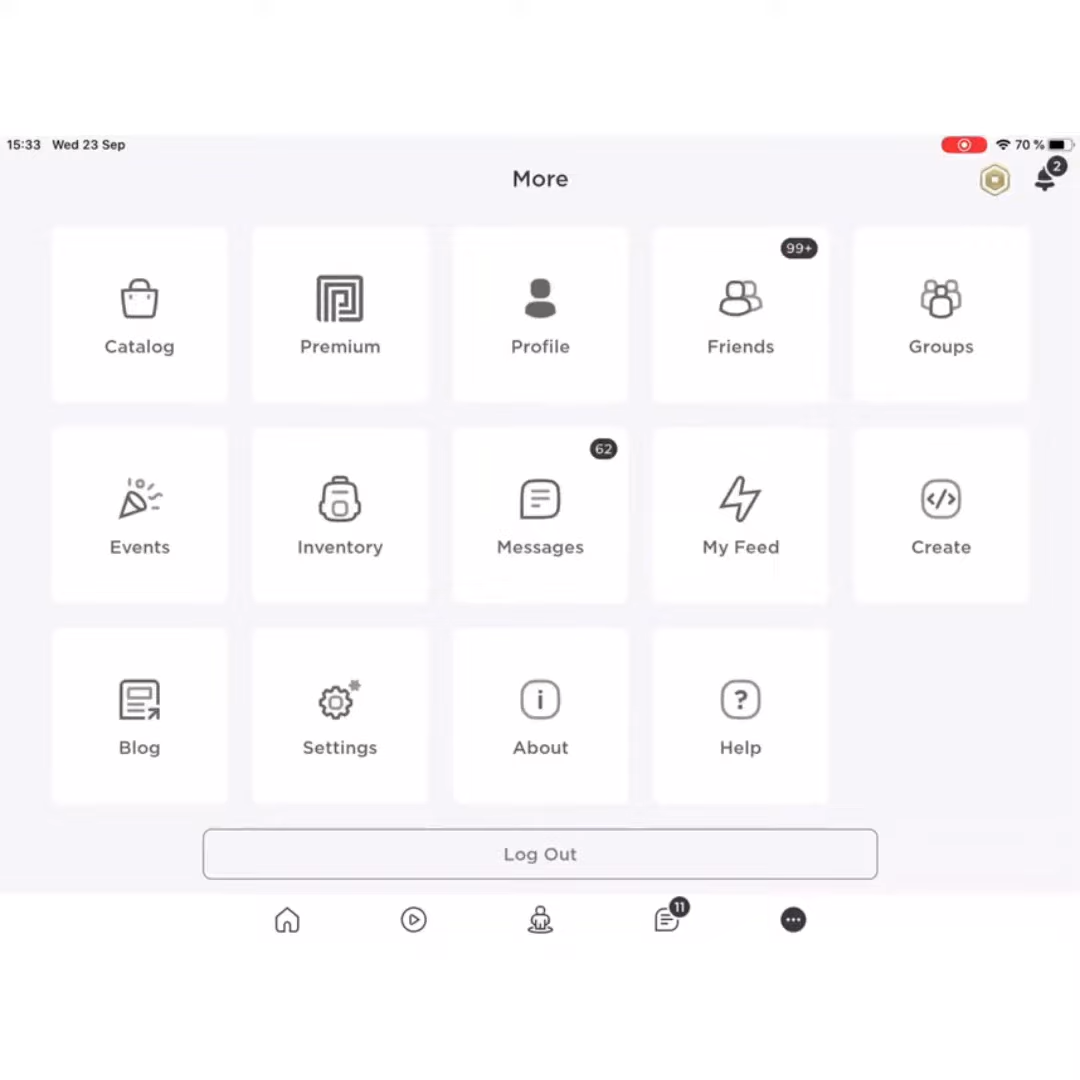 15:33 Wed 23 Sep 70 %
More
2
99+
Catalog Premium Profile Friends Groups
62
Events Inventory Messages My Feed Create
Blog Settings About Help
Log Out
11